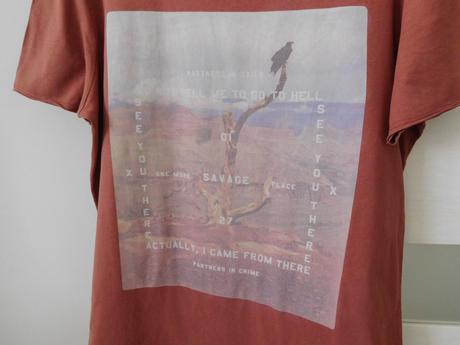 TELL ME TO GO TO HELL
SEE YOU THERE
SEE YOU THERE
01
X
ONE MORE
SAVAGE
PLACE
X
27
ACTUALLY, I CAME FROM THERE
PARTNERS IN CRIME